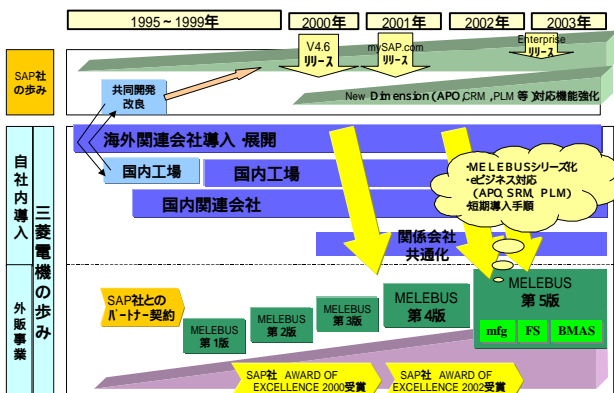 1995～1999年
2000年
2001年
2002年
2003年
SAP社
の歩み
V4.6
リリース
mySAP.com
リリース
Enterprise
リリース
共同開発
改良
New Dimension(APO,CRM,PLM等)対応機能強化
自社内導入
外販事業
三菱電機の歩み
海外関連会社導入・展開
国内工場
国内工場
国内関連会社
関係会社
共通化
・MELEBUSシリーズ化
・eビジネス対応
(APO,SRM,PLM)
・短期導入手順
SAP社との
パートナー契約
MELEBUS
第1版
MELEBUS
第2版
MELEBUS
第3版
MELEBUS
第4版
MELEBUS
第5版
mfg
FS
BMAS
SAP社 AWARD OF
EXCELLENCE 2000受賞
SAP社 AWARD OF
EXCELLENCE 2002受賞